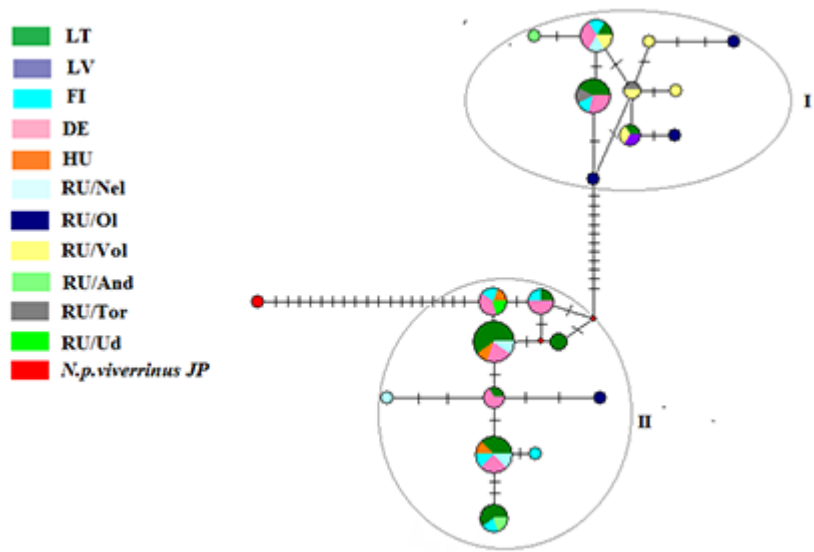 LT
LV
FI
DE
HU
RU/Nel
RU/Ol
RU/Vol
RU/And
RU/Tor
RU/Ud
N.p.viverrinus JP
I
II